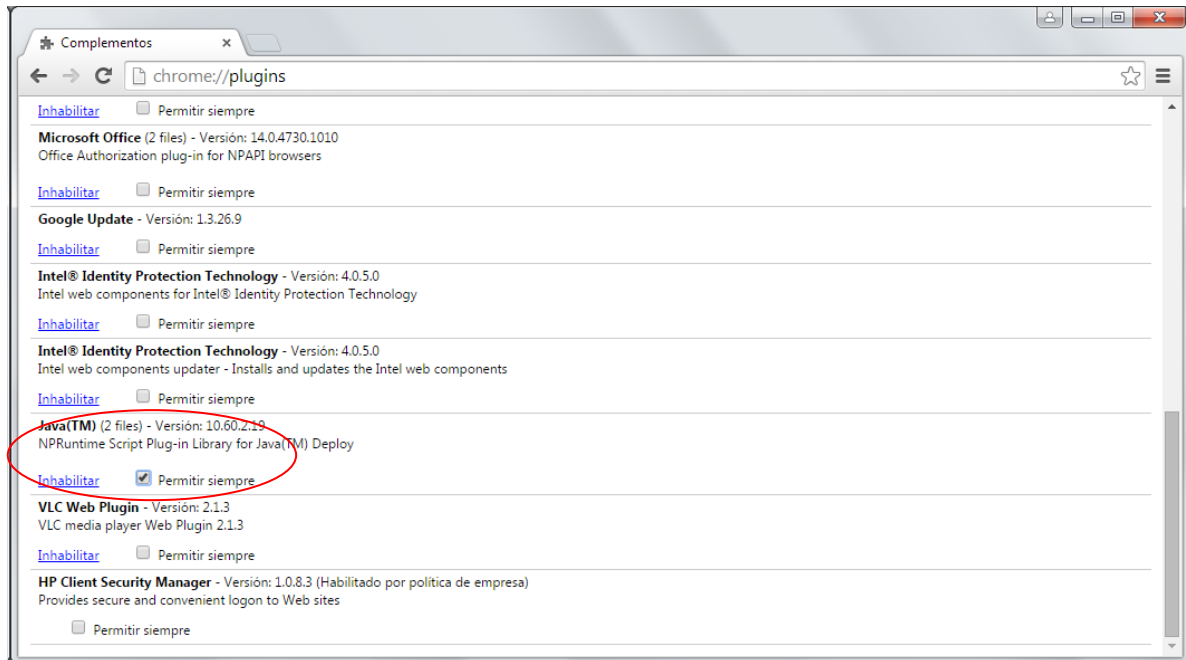 Complementos
chrome://plugins
Inhabilitar Permitir siempre
Microsoft Office (2 files) - Versión: 14.0.4730.1010
Office Authorization plug-in for NPAPI browsers
Inhabilitar Permitir siempre
Google Update - Versión: 1.3.26.9
Inhabilitar Permitir siempre
Intel® Identity Protection Technology - Versión: 4.0.5.0
Intel web components for Intel® Identity Protection Technology
Inhabilitar Permitir siempre
Intel® Identity Protection Technology - Versión: 4.0.5.0
Intel web components updater - Installs and updates the Intel web components
Inhabilitar Permitir siempre
Java(TM) (2 files) - Versión: 10.60.2.19
NPRuntime Script Plug-in Library for Java(TM) Deploy
Inhabilitar Permitir siempre
VLC Web Plugin - Versión: 2.1.3
VLC media player Web Plugin 2.1.3
Inhabilitar Permitir siempre
HP Client Security Manager - Versión: 1.0.8.3 (Habilitado por política de empresa)
Provides secure and convenient logon to Web sites
Permitir siempre